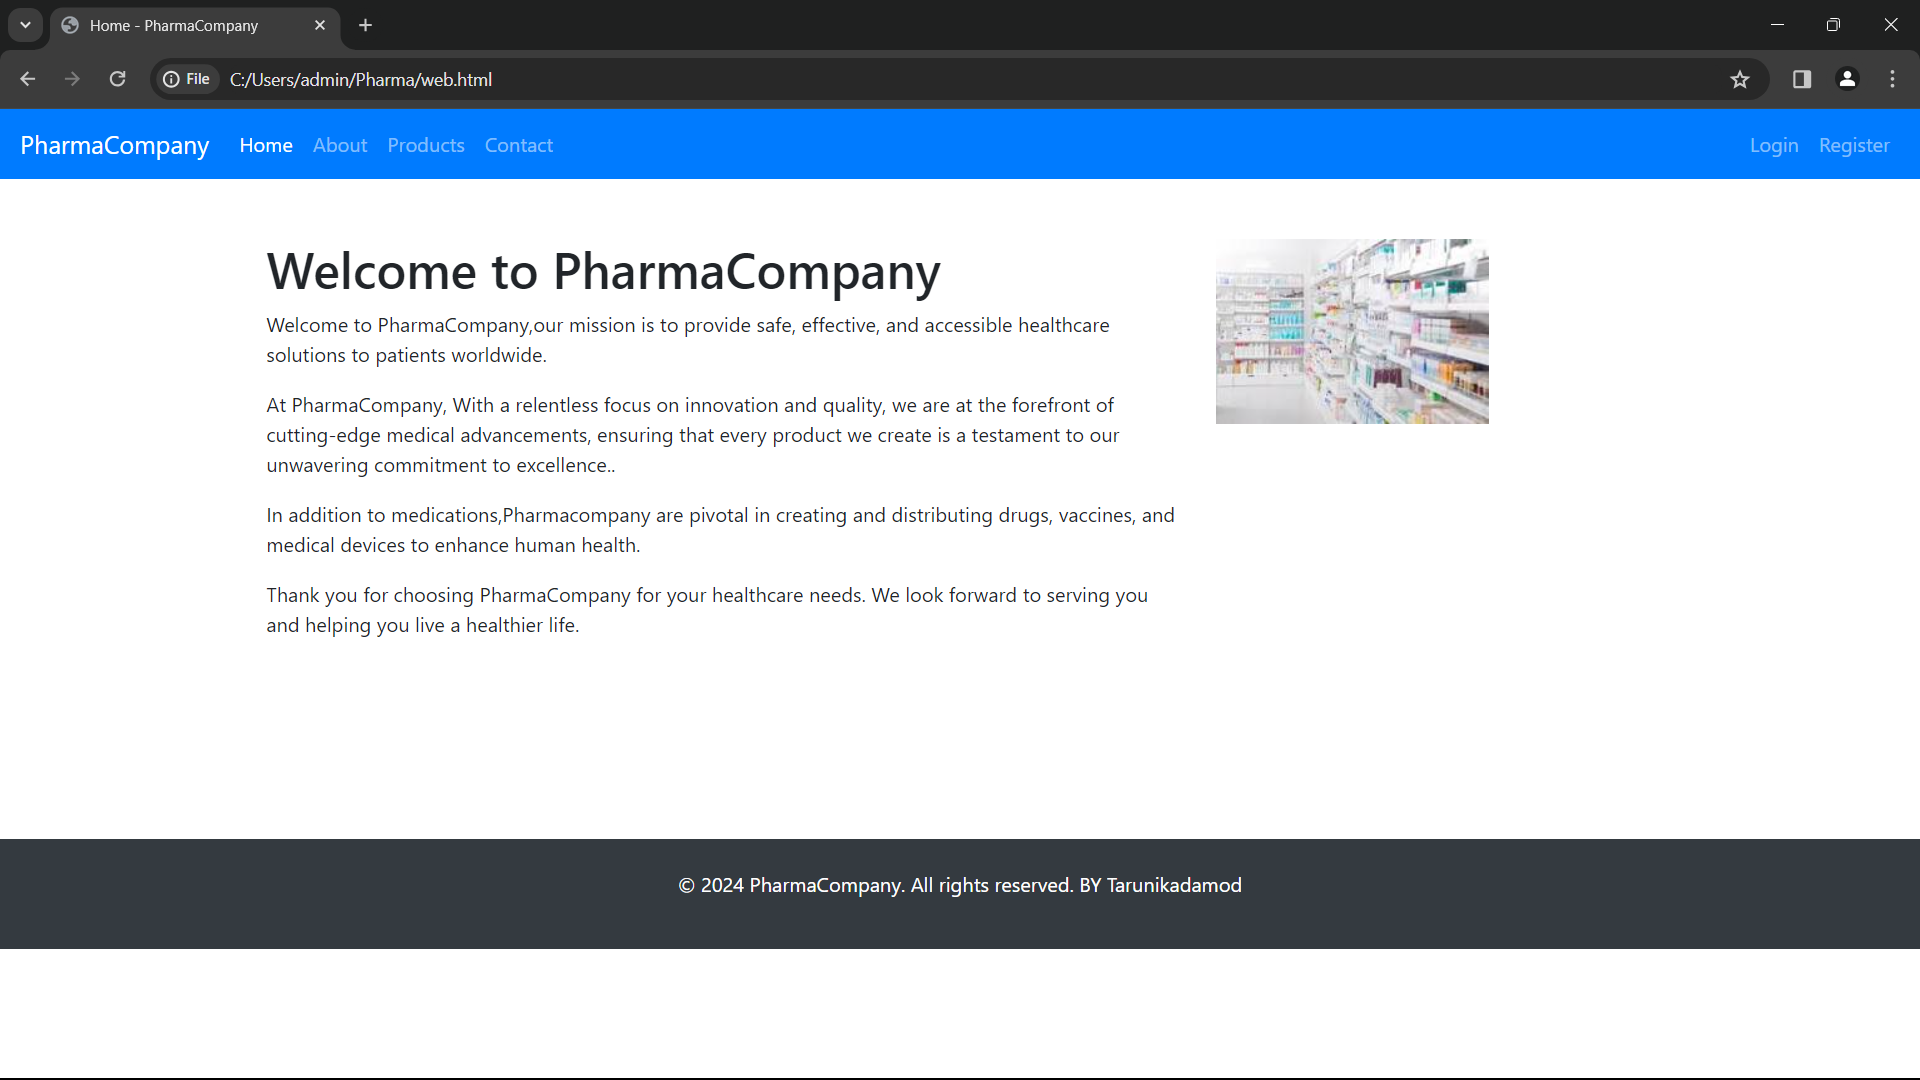 Home - PharmaCompany
File C:/Users/admin/Pharma/web.html
PharmaCompany Home About Products Contact Login Register
Welcome to PharmaCompany
Welcome to PharmaCompany,our mission is to provide safe, effective, and accessible healthcare
solutions to patients worldwide.
At PharmaCompany, With a relentless focus on innovation and quality, we are at the forefront of
cutting-edge medical advancements, ensuring that every product we create is a testament to our
unwavering commitment to excellence..
In addition to medications,Pharmacompany are pivotal in creating and distributing drugs, vaccines, and
medical devices to enhance human health.
Thank you for choosing PharmaCompany for your healthcare needs. We look forward to serving you
and helping you live a healthier life.
© 2024 PharmaCompany. All rights reserved. BY Tarunikadamod